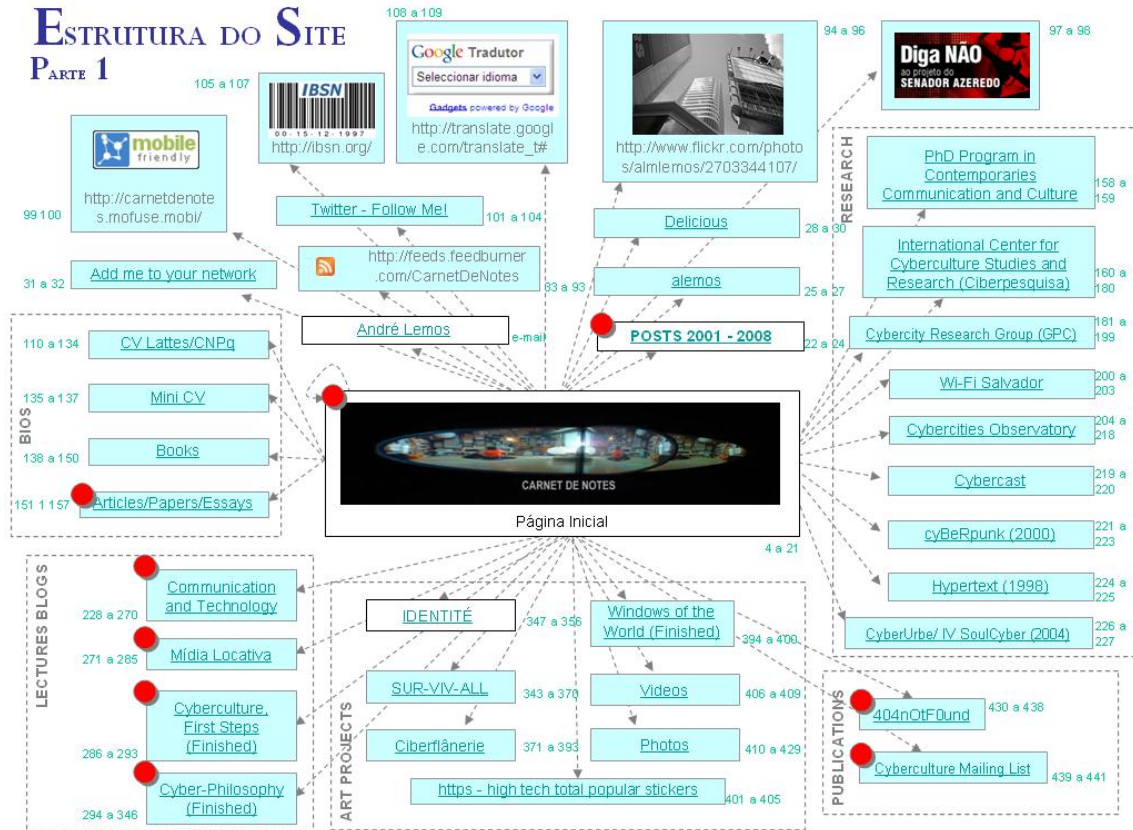 ESTRUTURA DO SITE
PARTE 1
108 a 109
94 a 96
97 a 98
105 a 107
IBSN
00-15-12-1997
http://ibsn.org/
Google Tradutor
Seleccionar idioma
Gadgets powered by Google
http://translate.googl
e.com/translate_t#
http://www.flickr.com/photo
s/almlemos/2703344107/
Diga NÃO
ao projeto do
SENADOR AZEREDO
mobile
friendly
http://carnetdenote
s.mofuse.mobi/
99 100
Twitter - Follow Me!
101 a 104
Delicious
28 a 30
http://feeds.feedburner
.com/CarnetDeNotes
83 a 93
Add me to your network
31 a 32
alemos
25 a 27
André Lemos
e-mail
POSTS 2001 - 2008
22 a 24
BIOS
CV Lattes/CNPq
110 a 134
Mini CV
135 a 137
Books
138 a 150
Articles/Papers/Essays
151 1 157
CARNET DE NOTES
Página Inicial
4 a 21
RESEARCH
PhD Program in
Contemporaries
Communication and Culture
158 a
159
International Center for
Cyberculture Studies and
Research (Ciberpesquisa)
160 a
180
Cybercity Research Group (GPC)
181 a
199
Wi-Fi Salvador
200 a
203
Cybercities Observatory
204 a
218
Cybercast
219 a
220
cyBeRpunk (2000)
221 a
223
Hypertext (1998)
224 a
225
CyberUrbe/ IV SoulCyber (2004)
226 a
227
LECTURES BLOGS
Communication
and Technology
228 a 270
Mídia Locativa
271 a 285
Cyberculture,
First Steps
(Finished)
286 a 293
Cyber-Philosophy
(Finished)
294 a 346
ART PROJECTS
IDENTITÉ
347 a 356
Windows of the
World (Finished)
394 a 400
SUR-VIV-ALL
343 a 370
Videos
406 a 409
Ciberflânerie
371 a 393
Photos
410 a 429
https - high tech total popular stickers
401 a 405
PUBLICATIONS
404nOtF0und
430 a 438
Cyberculture Mailing List
439 a 441